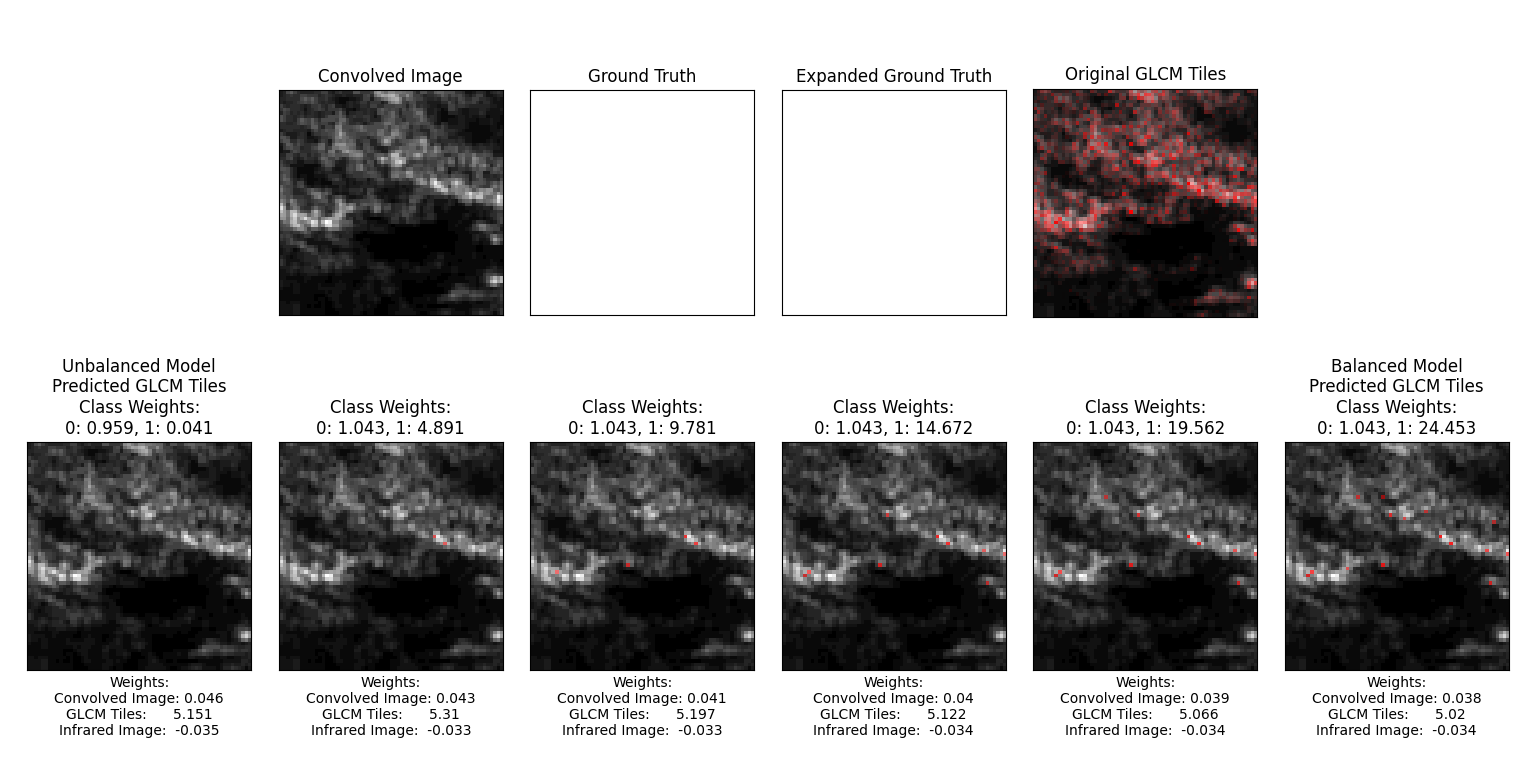 Convolved Image
Ground Truth
Expanded Ground Truth
Original GLCM Tiles
Unbalanced Model
Predicted GLCM Tiles
Class Weights:
0: 0.959, 1: 0.041
Class Weights:
0: 1.043, 1: 4.891
Class Weights:
0: 1.043, 1: 9.781
Class Weights:
0: 1.043, 1: 14.672
Class Weights:
0: 1.043, 1: 19.562
Balanced Model
Predicted GLCM Tiles
Class Weights:
0: 1.043, 1: 24.453
Weights:
Convolved Image: 0.046
GLCM Tiles: 5.151
Infrared Image: -0.035
Weights:
Convolved Image: 0.043
GLCM Tiles: 5.31
Infrared Image: -0.033
Weights:
Convolved Image: 0.041
GLCM Tiles: 5.197
Infrared Image: -0.033
Weights:
Convolved Image: 0.04
GLCM Tiles: 5.122
Infrared Image: -0.034
Weights:
Convolved Image: 0.039
GLCM Tiles: 5.066
Infrared Image: -0.034
Weights:
Convolved Image: 0.038
GLCM Tiles: 5.02
Infrared Image: -0.034